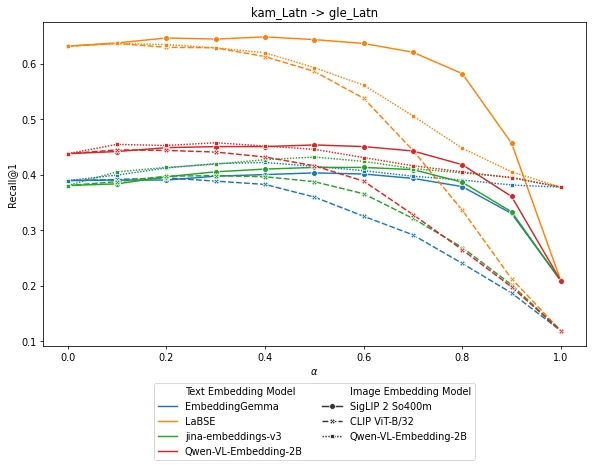 kam_Latn -> gle_Latn
Recall@1
0.6
0.5
0.4
0.3
0.2
0.1
0.0 0.2 0.4 0.6 0.8 1.0
α
Text Embedding Model Image Embedding Model
EmbeddingGemma SigLIP 2 So400m
LaBSE CLIP ViT-B/32
jina-embeddings-v3 Qwen-VL-Embedding-2B
Qwen-VL-Embedding-2B